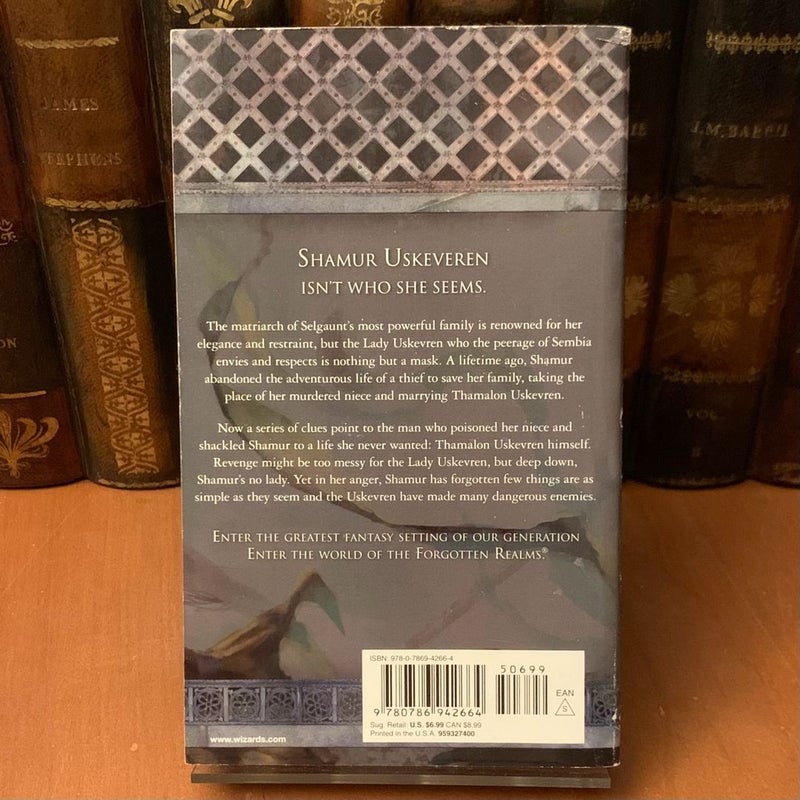 JAMES
STEPHENS
J.M. BARRIE
SHAMUR USKEVEREN
ISN'T WHO SHE SEEMS.
The matriarch of Selgaunt's most powerful family is renowned for her
elegance and restraint, but the Lady Uskevren who the peerage of Sembia
envies and respects is nothing but a mask. A lifetime ago, Shamur
abandoned the adventurous life of a thief to save her family, taking the
place of her murdered niece and marrying Thamalon Uskevren.
Now a series of clues point to the man who poisoned her niece and
shackled Shamur to a life she never wanted: Thamalon Uskevren himself.
Revenge might be too messy for the Lady Uskevren, but deep down,
Shamur's no lady. Yet in her anger, Shamur has forgotten few things are as
simple as they seem and the Uskevren have made many dangerous enemies.
ENTER THE GREATEST FANTASY SETTING OF OUR GENERATION
ENTER THE WORLD OF THE FORGOTTEN REALMS.®
VOL
II
ISBN: 978-0-7869-4266-4
50699
EAN
S
9 780786 942664
Sug. Retail: U.S. $6.99 CAN $8.99
Printed in the U.S.A. 959327400
www.wizards.com